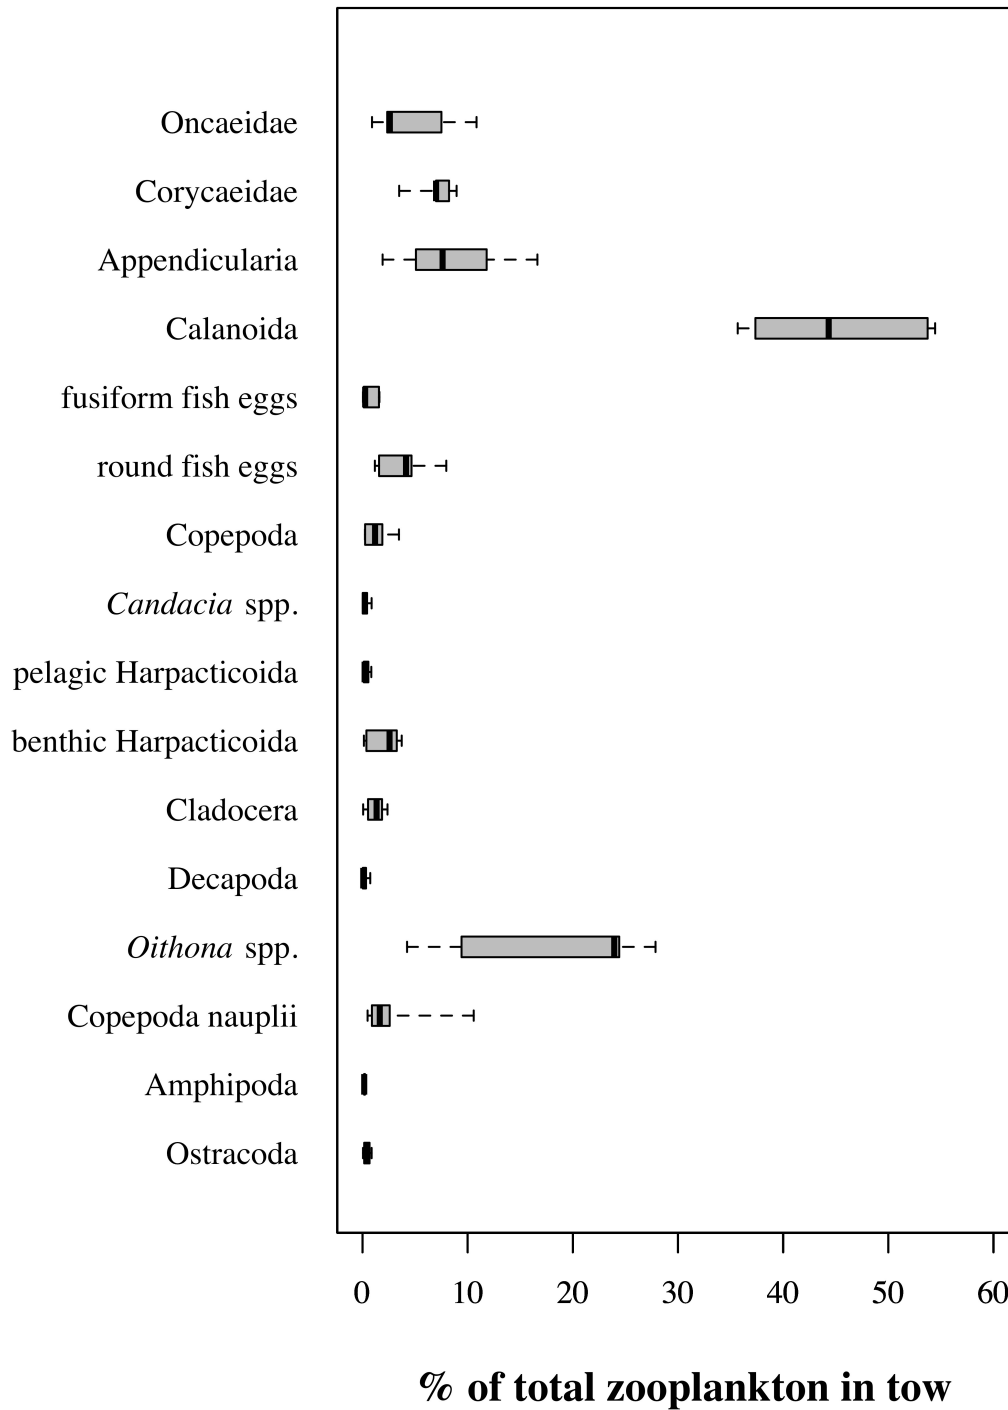 Oncaeidae
Corycaeidae
Appendicularia
Calanoida
fusiform fish eggs
round fish eggs
Copepoda
Candacia spp.
pelagic Harpacticoida
benthic Harpacticoida
Cladocera
Decapoda
Oithona spp.
Copepoda nauplii
Amphipoda
Ostracoda
0 10 20 30 40 50 60
% of total zooplankton in tow